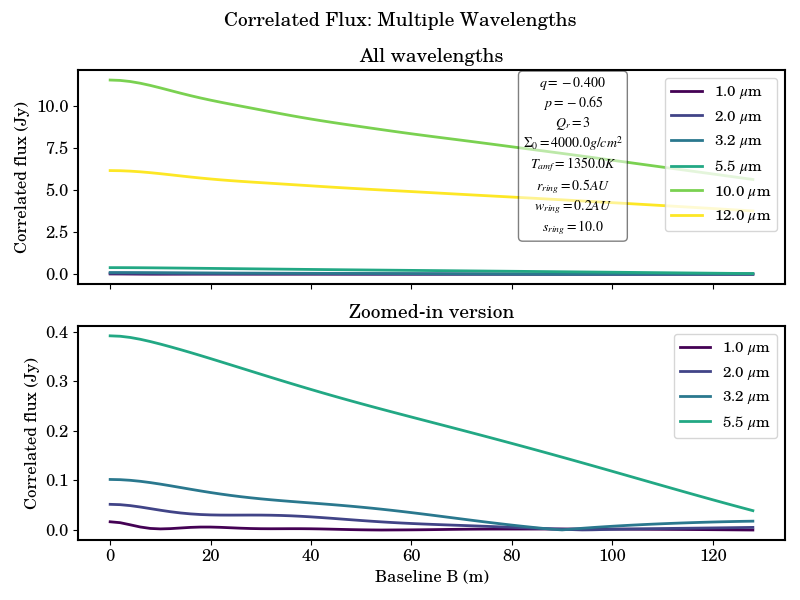 Correlated Flux: Multiple Wavelengths
All wavelengths
Correlated flux (Jy)
10.0
7.5
5.0
2.5
0.0
q = −0.400
p = −0.65
Q_r = 3
Σ_0 = 4000.0g/cm^2
T_amf = 1350.0K
r_ring = 0.5AU
w_ring = 0.2AU
s_ring = 10.0
1.0 μm
2.0 μm
3.2 μm
5.5 μm
10.0 μm
12.0 μm
Zoomed-in version
Correlated flux (Jy)
0.4
0.3
0.2
0.1
0.0
1.0 μm
2.0 μm
3.2 μm
5.5 μm
0 20 40 60 80 100 120
Baseline B (m)